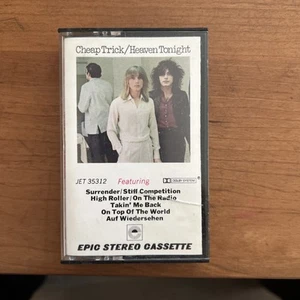 Cheap Trick/Heaven Tonight
JET 35312
Featuring
Surrender/Stiff Competition
High Roller/On The Radio
Takin' Me Back
On Top Of The World
Auf Wiedersehen
EPIC STEREO CASSETTE